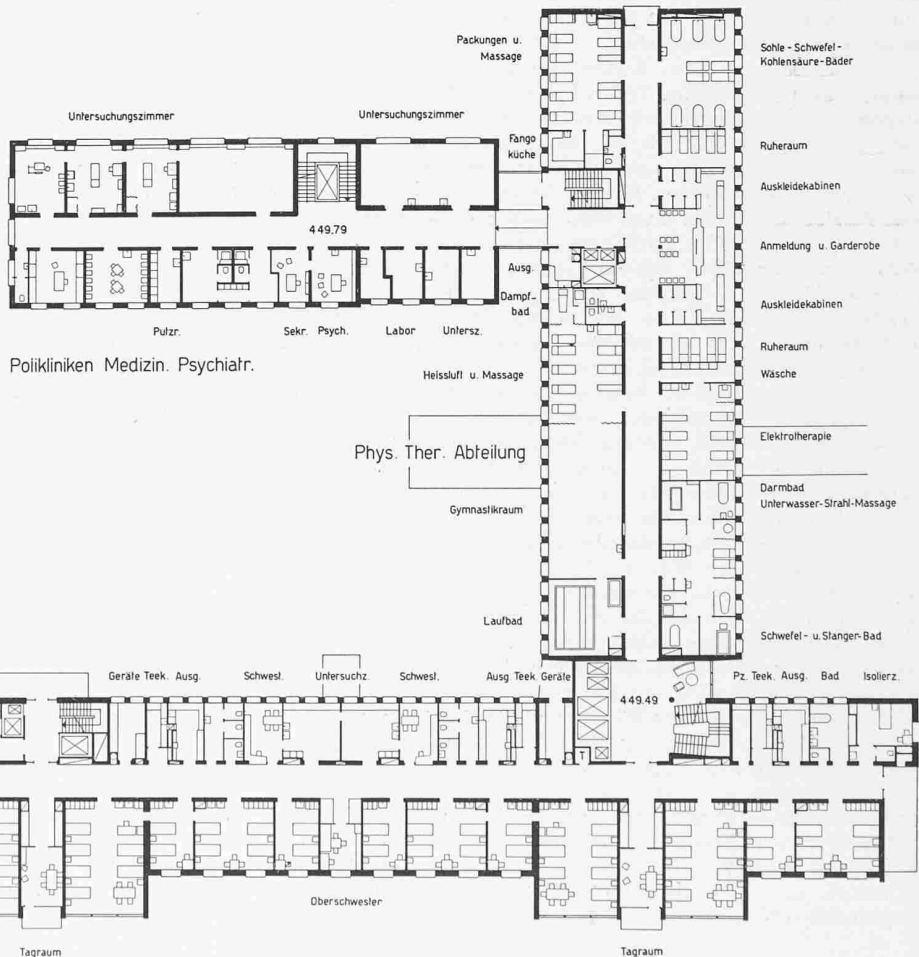 Packungen u.
Massage
Sohle - Schwefel -
Kohlensäure - Bäder
Untersuchungszimmer
Untersuchungszimmer
Fango
küche
Ruheraum
Auskleidekabinen
449.79
Anmeldung u. Garderobe
Ausg.
Dampf-
bad
Auskleidekabinen
Putzr.
Sekr.
Psych.
Labor
Untersz.
Ruheraum
Polikliniken Medizin. Psychiatr.
Heissluft u. Massage
Wäsche
Elektrotherapie
Phys. Ther. Abteilung
Darmbad
Unterwasser-Strahl-Massage
Gymnastikraum
Laufbad
Schwefel - u. Stanger-Bad
Geräte Teek. Ausg. Schwest. Untersuchz. Schwest. Ausg. Teek. Geräte
Pz. Teek. Ausg. Bad Isolierz.
449.49
Oberschwester
Tagraum
Tagraum